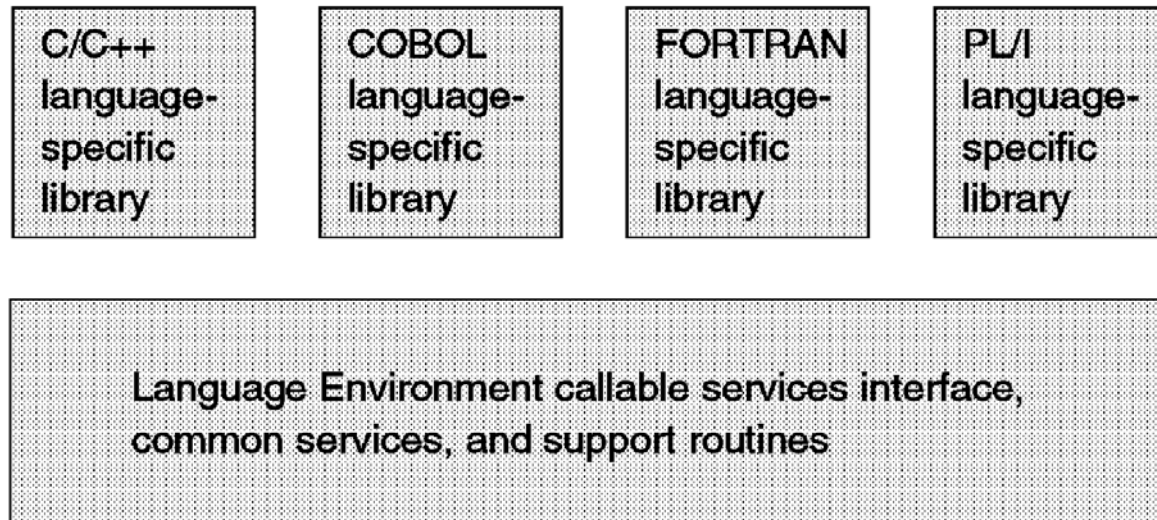 C/C++
language-
specific
library
COBOL
language-
specific
library
FORTRAN
language-
specific
library
PL/I
language-
specific
library
Language Environment callable services interface,
common services, and support routines